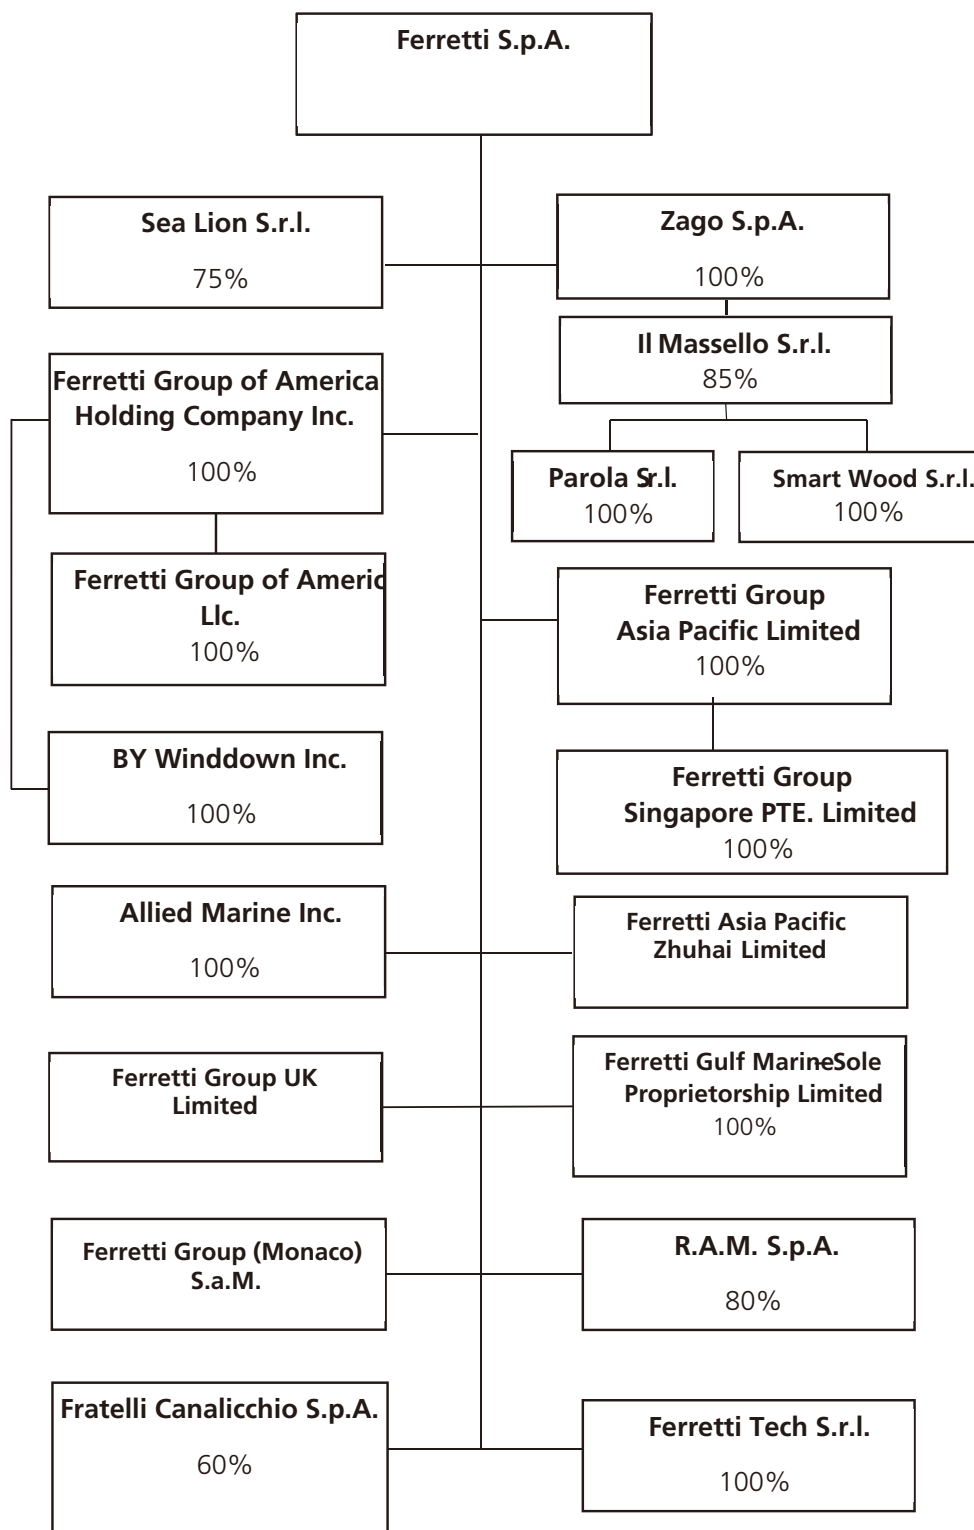 Ferretti S.p.A.
Sea Lion S.r.l.
75%
Zago S.p.A.
100%
Il Massello S.r.l.
85%
Ferretti Group of America
Holding Company Inc.
100%
Parola S.r.l.
100%
Smart Wood S.r.l.
100%
Ferretti Group of Americ
Llc.
100%
Ferretti Group
Asia Pacific Limited
100%
BY Winddown Inc.
100%
Ferretti Group
Singapore PTE. Limited
100%
Allied Marine Inc.
100%
Ferretti Asia Pacific
Zhuhai Limited
Ferretti Group UK
Limited
Ferretti Gulf Marine-Sole
Proprietorship Limited
100%
Ferretti Group (Monaco)
S.a.M.
R.A.M. S.p.A.
80%
Fratelli Canalicchio S.p.A.
60%
Ferretti Tech S.r.l.
100%